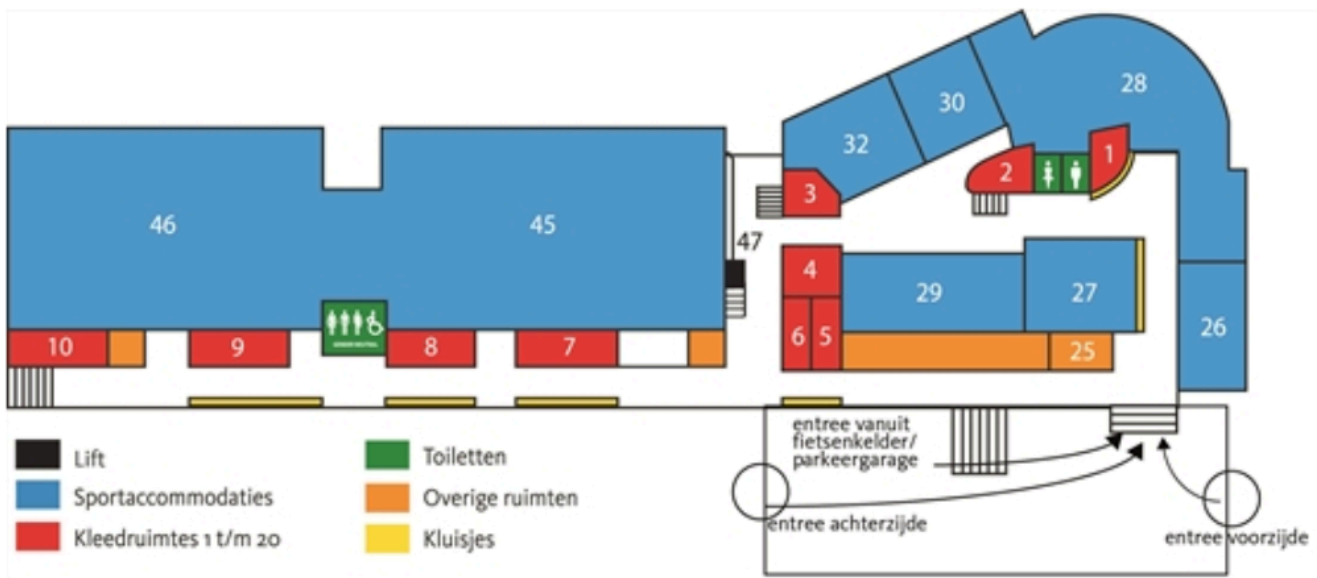 28
30
32
1
2
3
46
45
47
4
29
27
26
6
5
10
9
8
7
25
entree vanuit
fietsenkelder/
parkeergarage
entree achterzijde
entree voorzijde
Lift
Sportaccommodaties
Kleedruimtes 1 t/m 20
Toiletten
Overige ruimten
Kluisjes